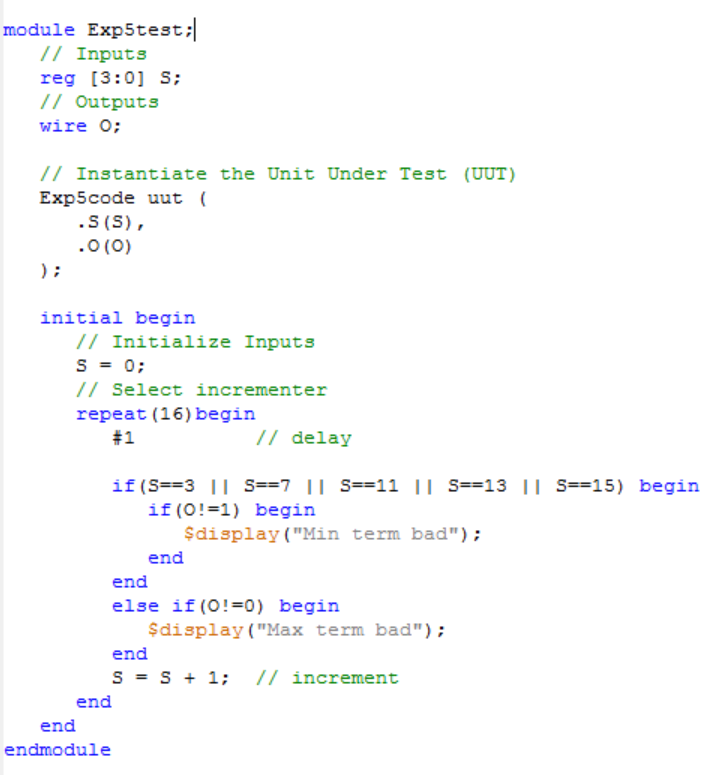 module Exp5test;
// Inputs
reg [3:0] S;
// Outputs
wire O;
// Instantiate the Unit Under Test (UUT)
Exp5code uut (
.S(S),
.O(O)
);
initial begin
// Initialize Inputs
S = 0;
// Select incrementer
repeat(16)begin
#1 // delay
if(S==3 || S==7 || S==11 || S==13 || S==15) begin
if(O!=1) begin
$display("Min term bad");
end
end
else if(O!=0) begin
$display("Max term bad");
end
S = S + 1; // increment
end
end
endmodule